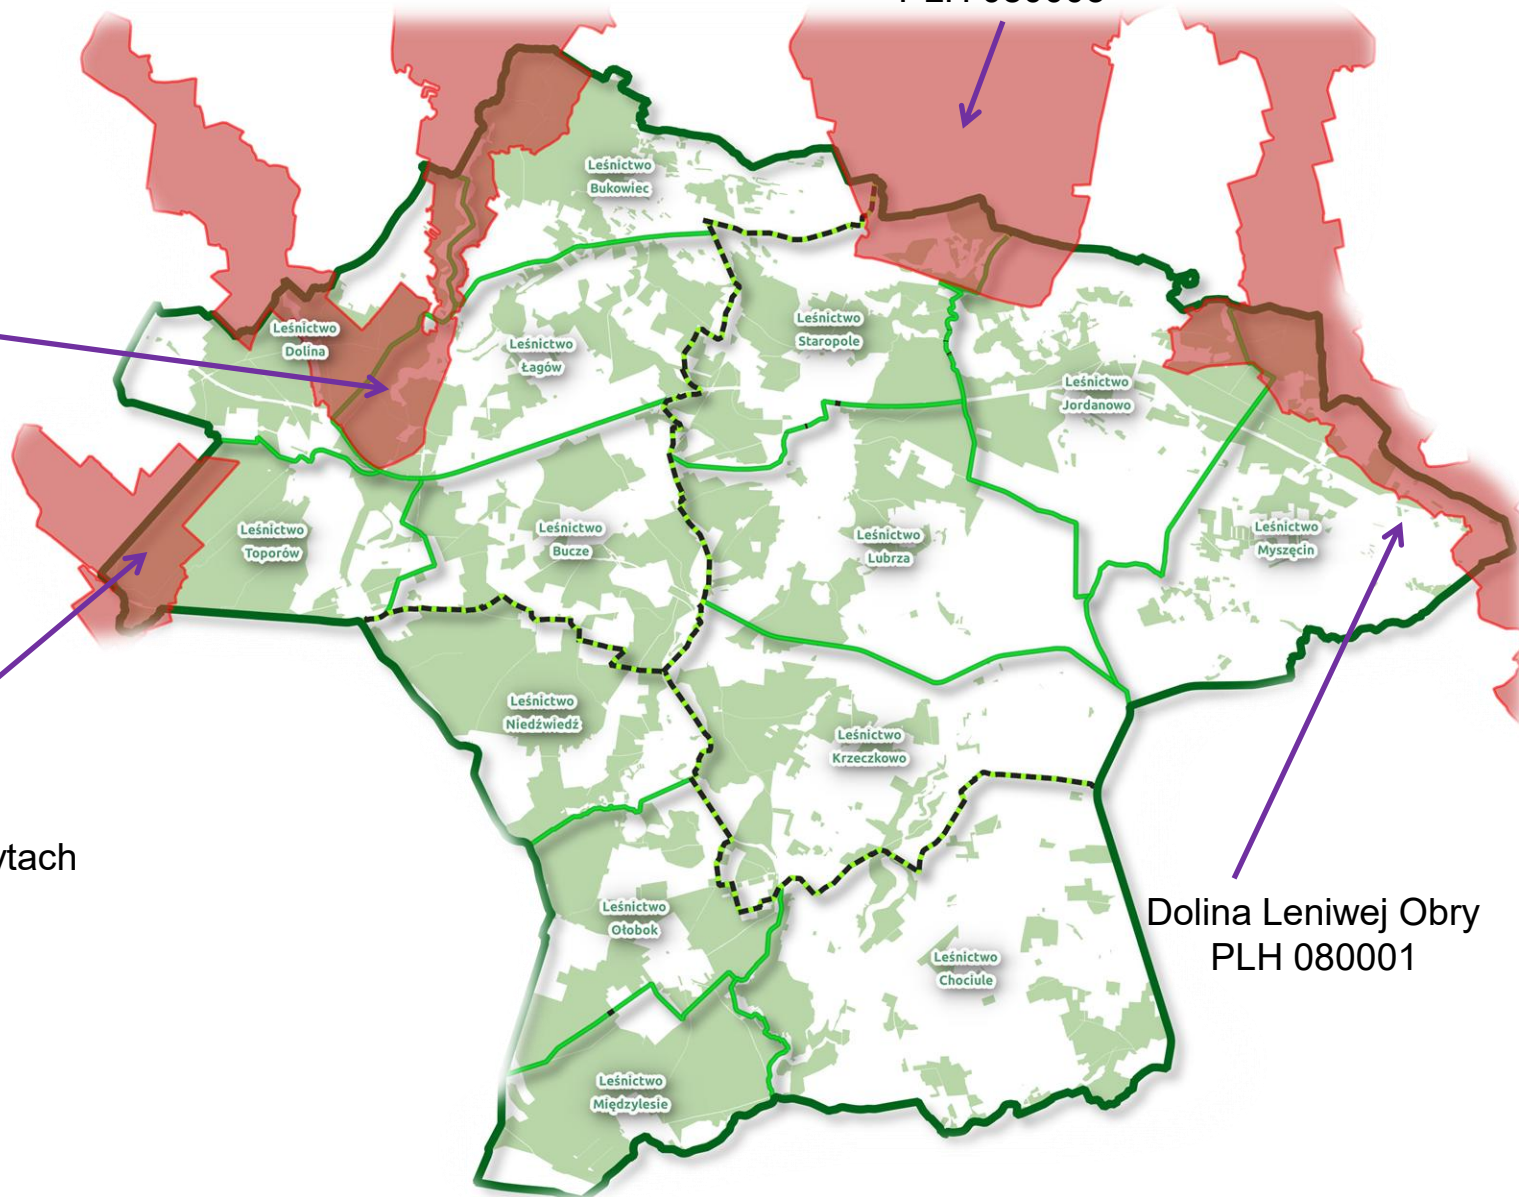 Leśnictwo
Bukowiec
Leśnictwo
Dolina
Leśnictwo
Łagów
Leśnictwo
Staropole
Leśnictwo
Jordanowo
Leśnictwo
Toporów
Leśnictwo
Bucze
Leśnictwo
Lubrza
Leśnictwo
Myszęcin
Leśnictwo
Niedźwiedź
Leśnictwo
Krzeczkowo
ytach
Leśnictwo
Ołobok
Dolina Leniwej Obry
PLH 080001
Leśnictwo
Chociule
Leśnictwo
Międzylesie